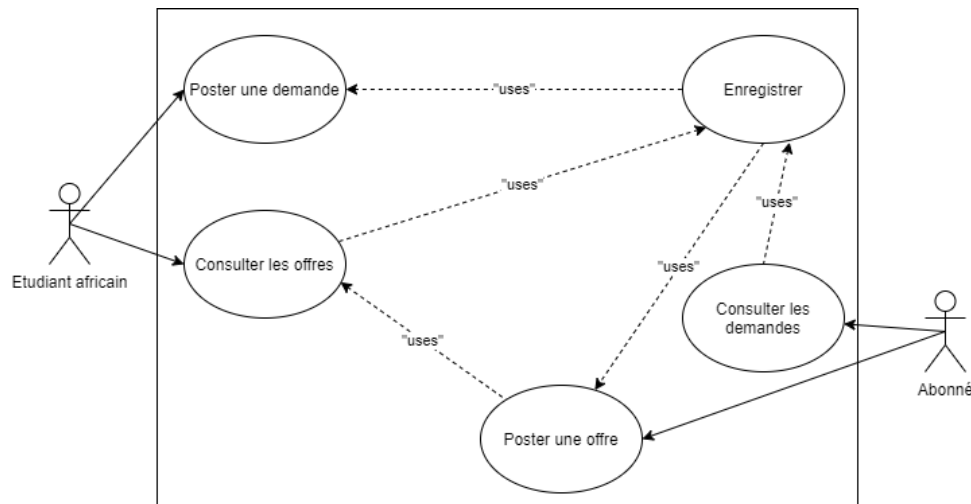 Poster une demande
"uses"
Enregistrer
"uses"
"uses"
Etudiant africain
Consulter les offres
"uses"
Consulter les
demandes
"uses"
Abonné
Poster une offre